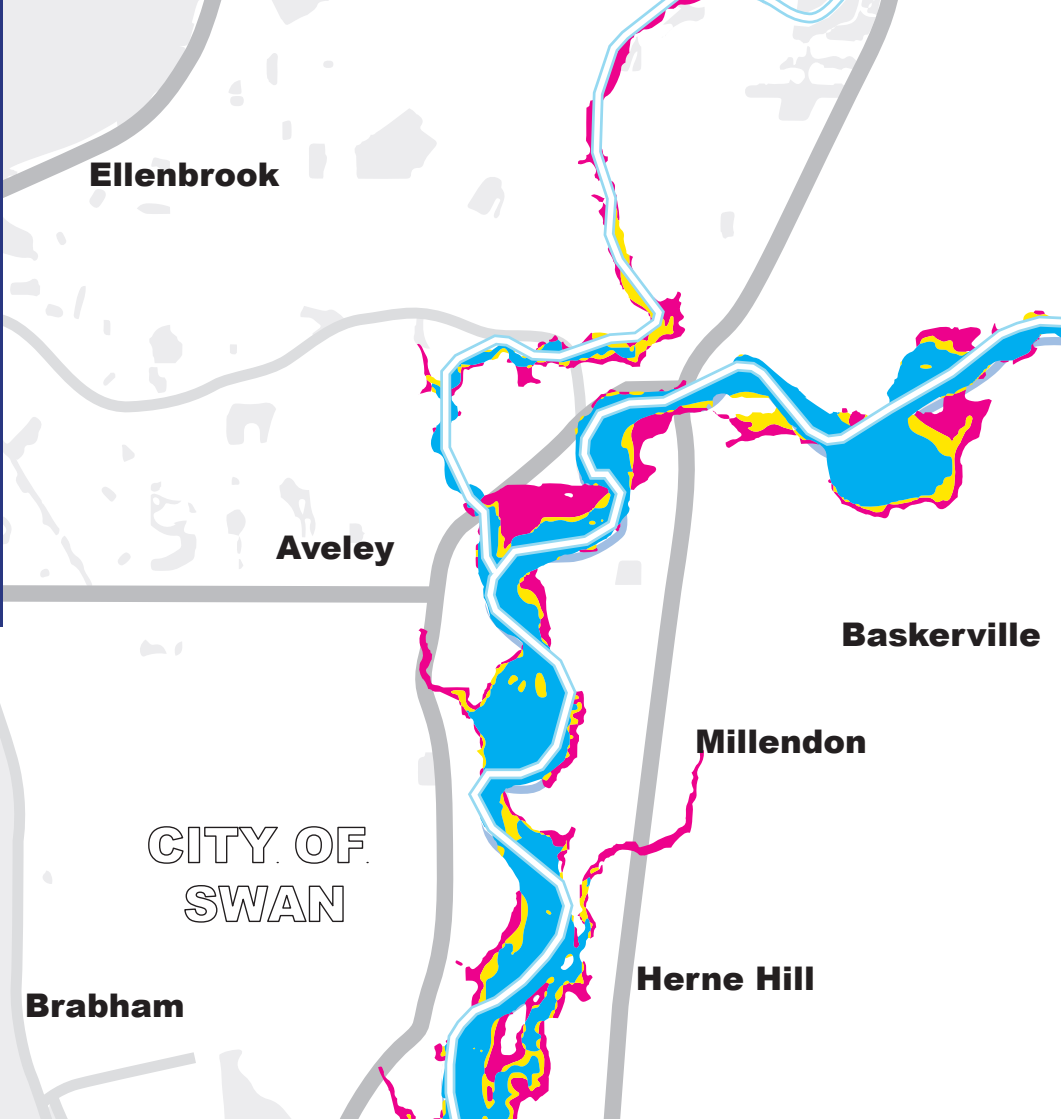 Ellenbrook
Aveley
Baskerville
Millendon
CITY OF
SWAN
Herne Hill
Brabham